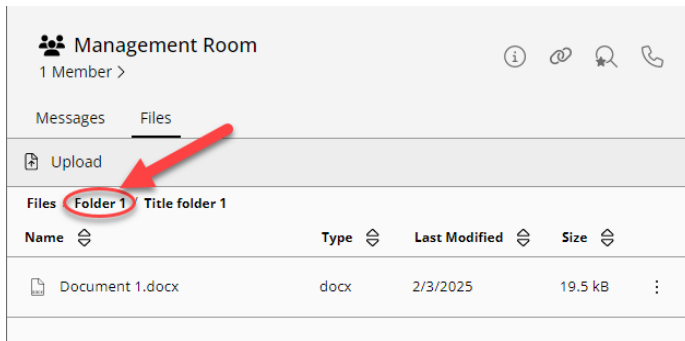 Management Room
1 Member >
Messages Files
Upload
Files / Folder 1 / Title folder 1
Name Type Last Modified Size
Document 1.docx docx 2/3/2025 19.5 kB